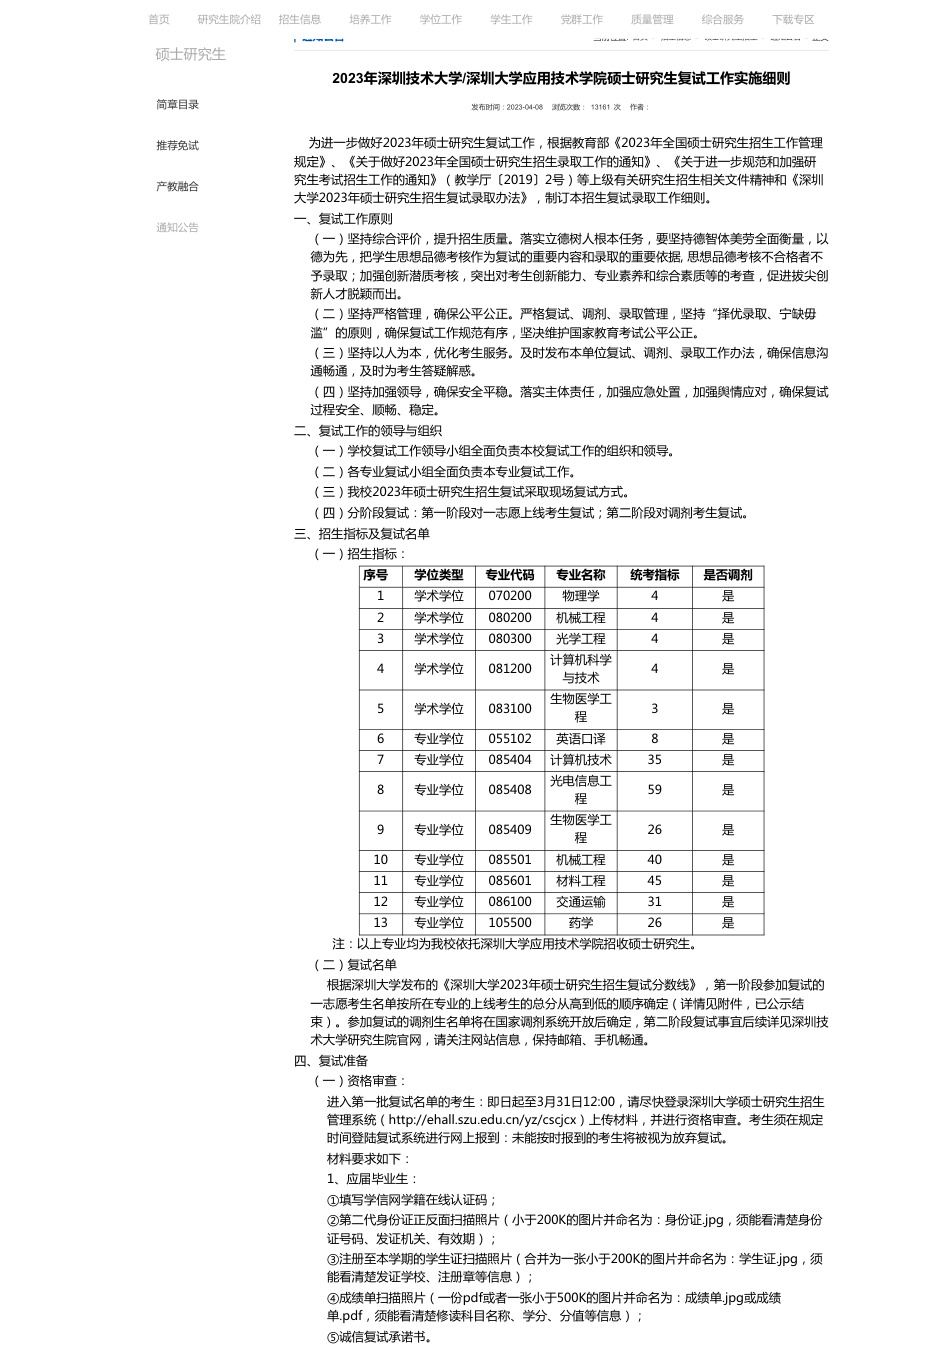 首页 研究生院介绍 招生信息 培养工作 学位工作 学生工作 党群工作 质量管理 综合服务 下载专区
硕士研究生
简章目录
推荐免试
产教融合
通知公告
2023年深圳技术大学/深圳大学应用技术学院硕士研究生复试工作实施细则
发布时间：2023-04-08 浏览次数： 13161 次 作者：
为进一步做好2023年硕士研究生复试工作，根据教育部《2023年全国硕士研究生招生工作管理
规定》、《关于做好2023年全国硕士研究生招生录取工作的通知》、《关于进一步规范和加强研
究生考试招生工作的通知》（教学厅〔2019〕2号）等上级有关研究生招生相关文件精神和《深圳
大学2023年硕士研究生招生复试录取办法》，制订本招生复试录取工作细则。
一、复试工作原则
（一）坚持综合评价，提升招生质量。落实立德树人根本任务，要坚持德智体美劳全面衡量，以
德为先，把学生思想品德考核作为复试的重要内容和录取的重要依据, 思想品德考核不合格者不
予录取；加强创新潜质考核，突出对考生创新能力、专业素养和综合素质等的考查，促进拔尖创
新人才脱颖而出。
（二）坚持严格管理，确保公平公正。严格复试、调剂、录取管理，坚持“择优录取、宁缺毋
滥”的原则，确保复试工作规范有序，坚决维护国家教育考试公平公正。
（三）坚持以人为本，优化考生服务。及时发布本单位复试、调剂、录取工作办法，确保信息沟
通畅通，及时为考生答疑解惑。
（四）坚持加强领导，确保安全平稳。落实主体责任，加强应急处置，加强舆情应对，确保复试
过程安全、顺畅、稳定。
二、复试工作的领导与组织
（一）学校复试工作领导小组全面负责本校复试工作的组织和领导。
（二）各专业复试小组全面负责本专业复试工作。
（三）我校2023年硕士研究生招生复试采取现场复试方式。
（四）分阶段复试：第一阶段对一志愿上线考生复试；第二阶段对调剂考生复试。
三、招生指标及复试名单
（一）招生指标：
序号 学位类型 专业代码 专业名称 统考指标 是否调剂
1 学术学位 070200 物理学 4 是
2 学术学位 080200 机械工程 4 是
3 学术学位 080300 光学工程 4 是
4 学术学位 081200 计算机科学与技术 4 是
5 学术学位 083100 生物医学工程 3 是
6 专业学位 055102 英语口译 8 是
7 专业学位 085404 计算机技术 35 是
8 专业学位 085408 光电信息工程 59 是
9 专业学位 085409 生物医学工程 26 是
10 专业学位 085501 机械工程 40 是
11 专业学位 085601 材料工程 45 是
12 专业学位 086100 交通运输 31 是
13 专业学位 105500 药学 26 是
注：以上专业均为我校依托深圳大学应用技术学院招收硕士研究生。
（二）复试名单
根据深圳大学发布的《深圳大学2023年硕士研究生招生复试分数线》，第一阶段参加复试的
一志愿考生名单按所在专业的上线考生的总分从高到低的顺序确定（详情见附件，已公示结
束）。参加复试的调剂生名单将在国家调剂系统开放后确定，第二阶段复试事宜后续详见深圳技
术大学研究生院官网，请关注网站信息，保持邮箱、手机畅通。
四、复试准备
（一）资格审查：
进入第一批复试名单的考生：即日起至3月31日12:00，请尽快登录深圳大学硕士研究生招生
管理系统（http://ehall.szu.edu.cn/yz/cscjcx）上传材料，并进行资格审查。考生须在规定
时间登陆复试系统进行网上报到：未能按时报到的考生将被视为放弃复试。
材料要求如下：
1、应届毕业生：
①填写学信网学籍在线认证码；
②第二代身份证正反面扫描照片（小于200K的图片并命名为：身份证.jpg，须能看清楚身份
证号码、发证机关、有效期）；
③注册至本学期的学生证扫描照片（合并为一张小于200K的图片并命名为：学生证.jpg，须
能看清楚发证学校、注册章等信息）；
④成绩单扫描照片（一份pdf或者一张小于500K的图片并命名为：成绩单.jpg或成绩
单.pdf，须能看清楚修读科目名称、学分、分值等信息）；
⑤诚信复试承诺书。